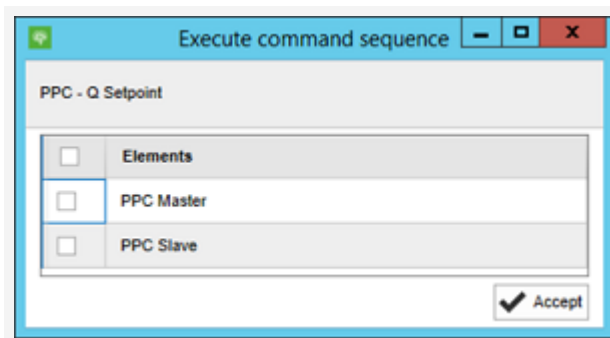 Execute command sequence
PPC - Q Setpoint
Elements
PPC Master
PPC Slave
Accept